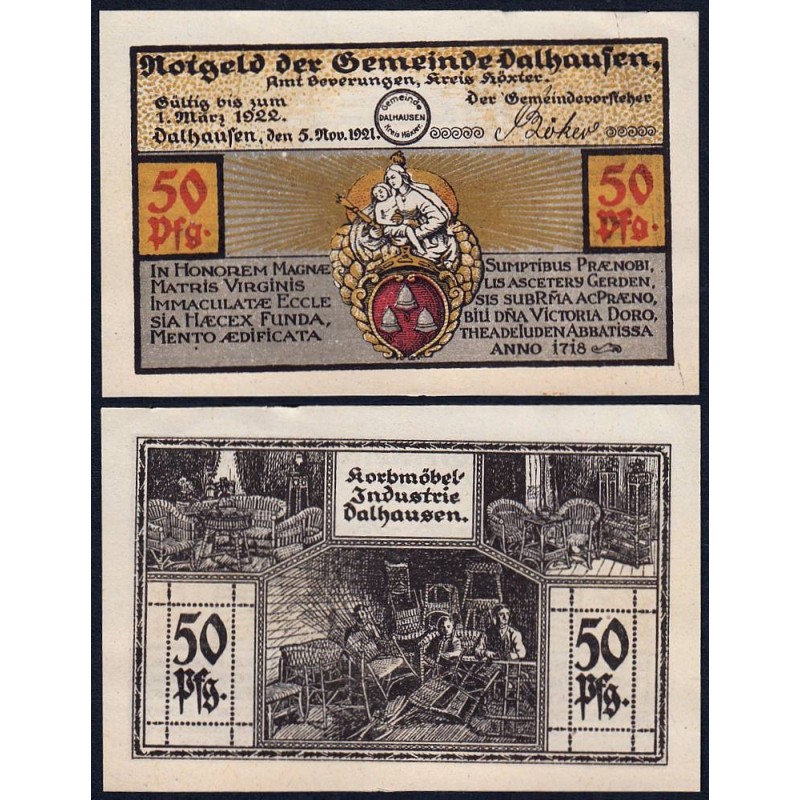 Notgeld der Gemeinde Dalhausen,
Amt Beverungen, Kreis Höxter.
Gültig bis zum
1. März 1922.
Dalhausen, den 5. Nov. 1921.
Gemeinde
DALHAUSEN
Kreis Höxter.
Der Gemeindevorsteher
J Böker
50
Pfg.
50
Pfg.
IN HONOREM MAGNÆ
MATRIS VIRGINIS
IMMACULATÆ ECCLE
SIA HÆCEX FUNDA,
MENTO ÆDIFICATA
SUMPTIBUS PRÆNOBI,
LIS ASCETERY GERDEN,
SIS SUBRM̃A ACPRÆNO,
BILI DÑA VICTORIA DORO,
THEADEIUDEN ABBATISSA
ANNO 1718
Korbmöbel-
Industrie
Dalhausen.
50
Pfg.
50
Pfg.